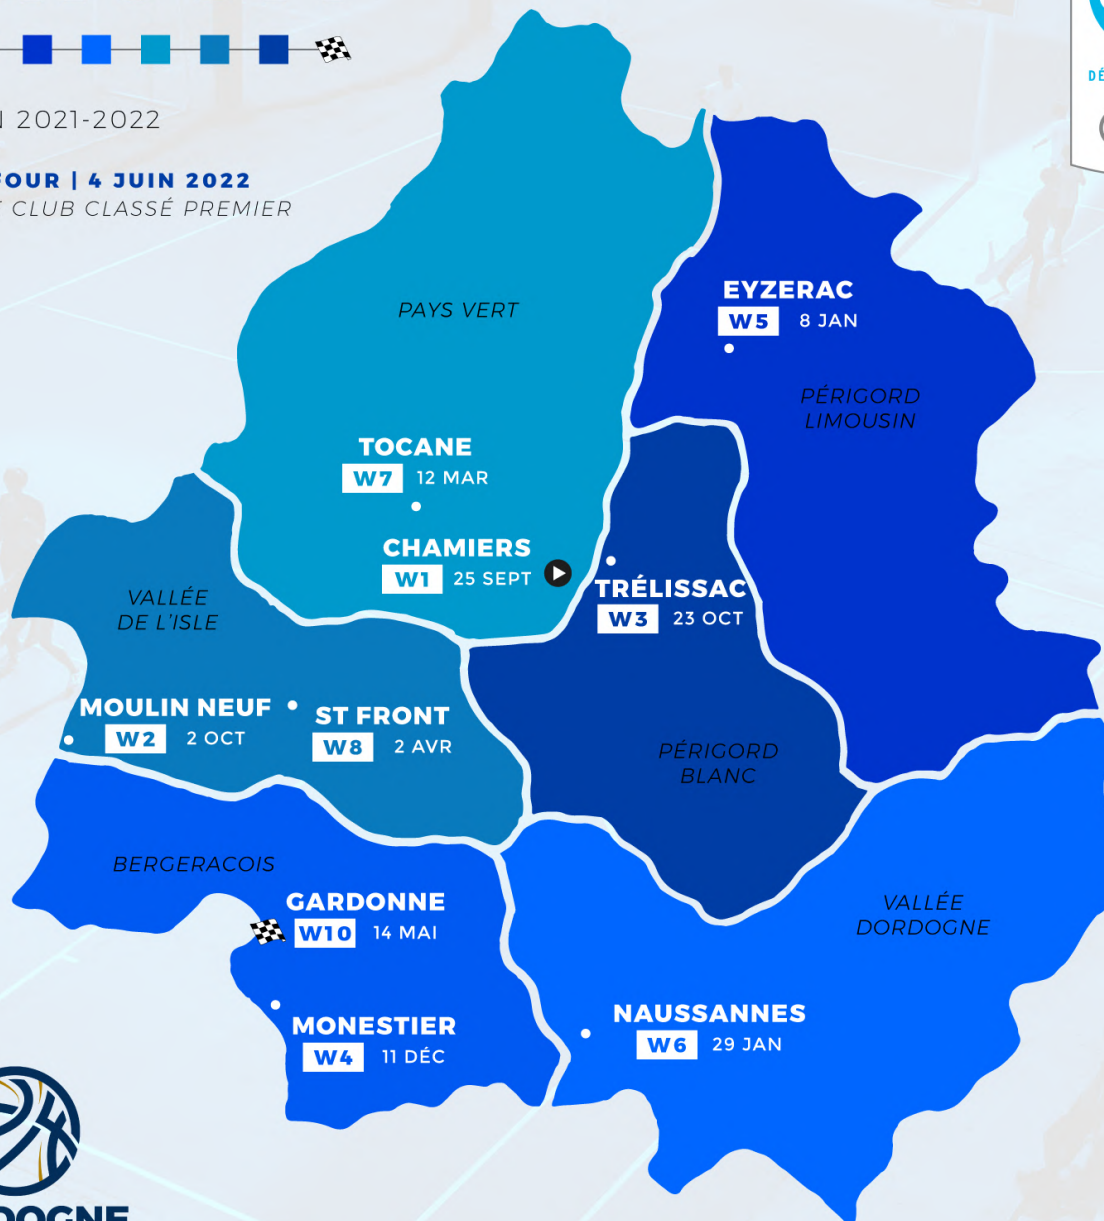 2021-2022
| 4 JUIN 2022
CLUB CLASSÉ PREMIER
PAYS VERT
EYZERAC
W5 8 JAN
PÉRIGORD
LIMOUSIN
TOCANE
W7 12 MAR
CHAMIERS
W1 25 SEPT
TRÉLISSAC
W3 23 OCT
VALLÉE
DE L'ISLE
MOULIN NEUF
W2 2 OCT
ST FRONT
W8 2 AVR
PÉRIGORD
BLANC
BERGERACOIS
GARDONNE
W10 14 MAI
VALLÉE
DORDOGNE
MONESTIER
W4 11 DÉC
NAUSSANNES
W6 29 JAN